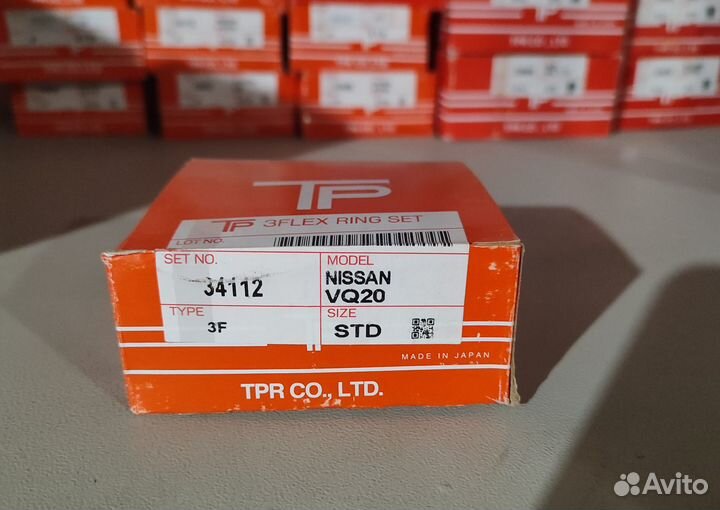 TP
TP 3FLEX RING SET
LOT NO.
SET NO.
34112
MODEL
NISSAN
VQ20
TYPE
3F
SIZE
STD
MADE IN JAPAN
TPR CO., LTD.
Avito